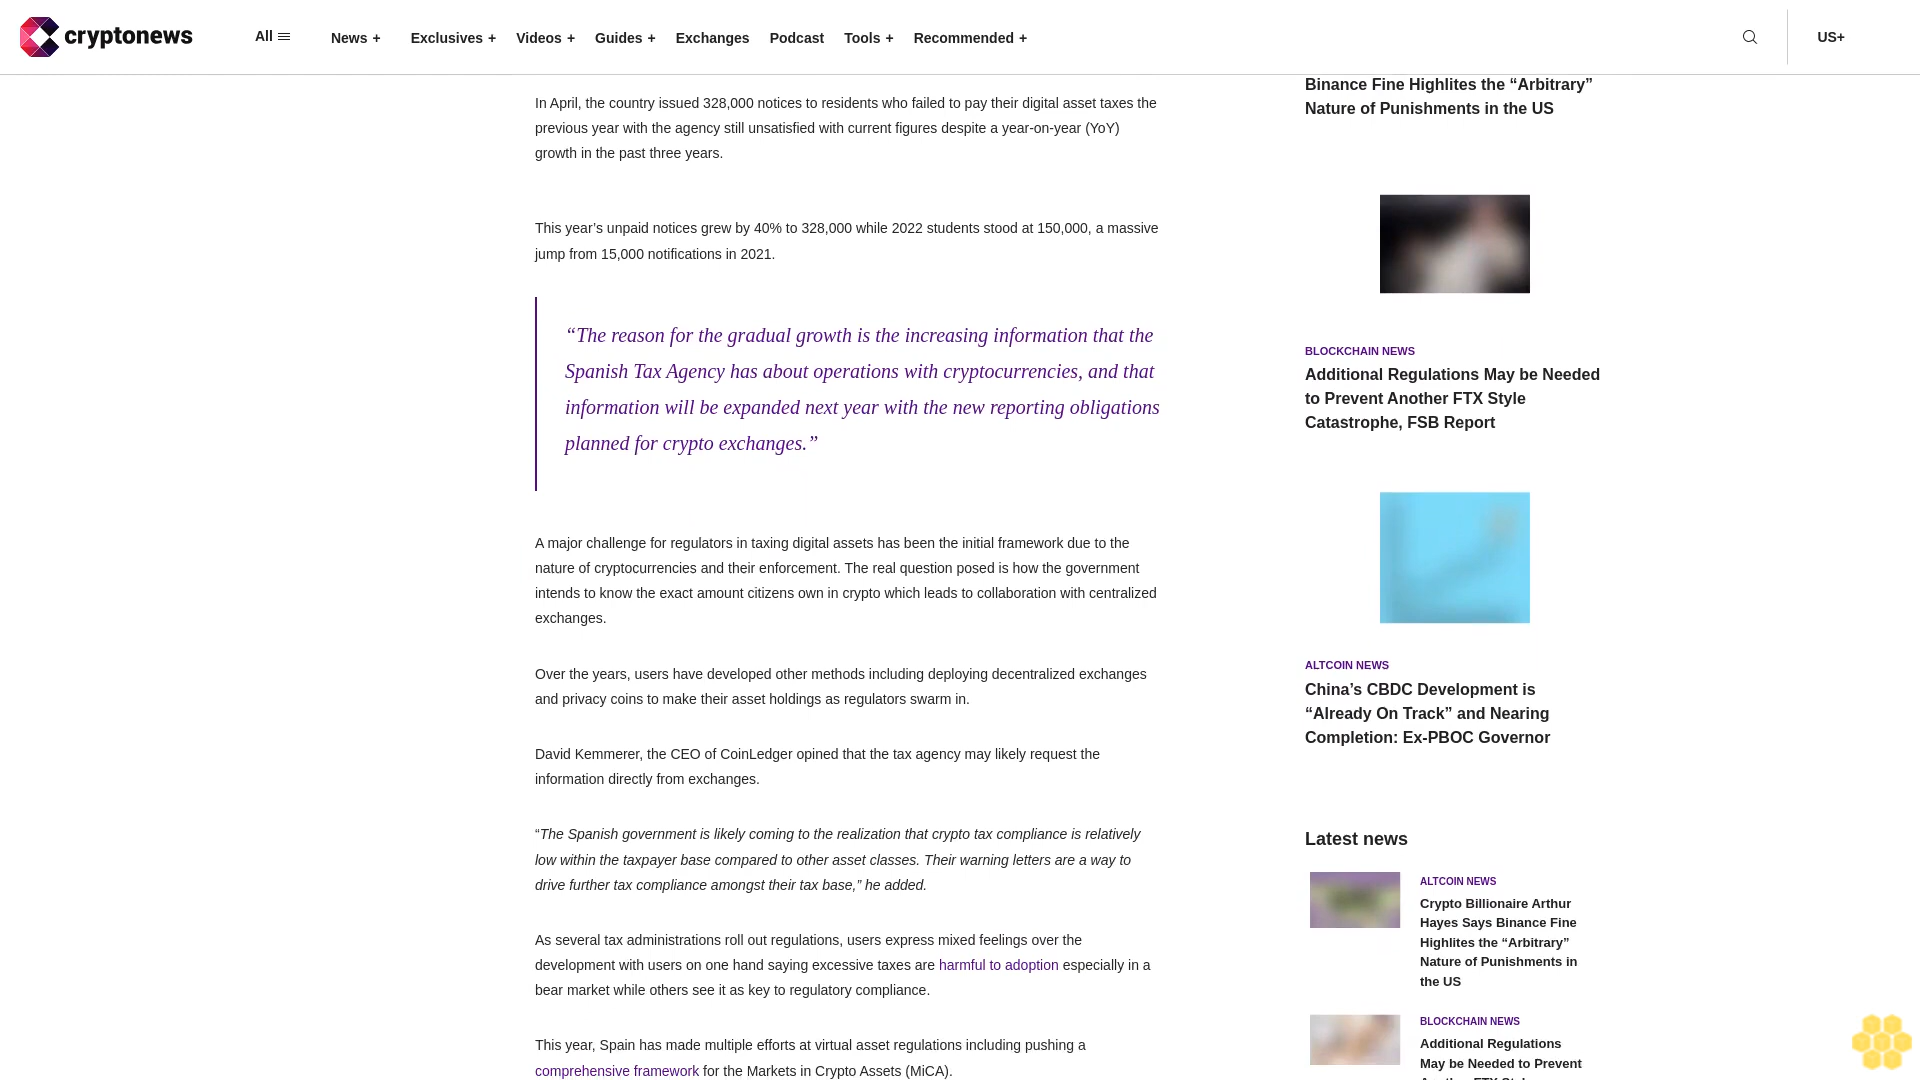 cryptonews
All
News +
Exclusives +
Videos +
Guides +
Exchanges
Podcast
Tools +
Recommended +
US+
In April, the country issued 328,000 notices to residents who failed to pay their digital asset taxes the
previous year with the agency still unsatisfied with current figures despite a year-on-year (YoY)
growth in the past three years.
This year’s unpaid notices grew by 40% to 328,000 while 2022 students stood at 150,000, a massive
jump from 15,000 notifications in 2021.
“The reason for the gradual growth is the increasing information that the
Spanish Tax Agency has about operations with cryptocurrencies, and that
information will be expanded next year with the new reporting obligations
planned for crypto exchanges.”
A major challenge for regulators in taxing digital assets has been the initial framework due to the
nature of cryptocurrencies and their enforcement. The real question posed is how the government
intends to know the exact amount citizens own in crypto which leads to collaboration with centralized
exchanges.
Over the years, users have developed other methods including deploying decentralized exchanges
and privacy coins to make their asset holdings as regulators swarm in.
David Kemmerer, the CEO of CoinLedger opined that the tax agency may likely request the
information directly from exchanges.
“The Spanish government is likely coming to the realization that crypto tax compliance is relatively
low within the taxpayer base compared to other asset classes. Their warning letters are a way to
drive further tax compliance amongst their tax base,” he added.
As several tax administrations roll out regulations, users express mixed feelings over the
development with users on one hand saying excessive taxes are harmful to adoption especially in a
bear market while others see it as key to regulatory compliance.
This year, Spain has made multiple efforts at virtual asset regulations including pushing a
comprehensive framework for the Markets in Crypto Assets (MiCA).
Binance Fine Highlites the “Arbitrary”
Nature of Punishments in the US
BLOCKCHAIN NEWS
Additional Regulations May be Needed
to Prevent Another FTX Style
Catastrophe, FSB Report
ALTCOIN NEWS
China’s CBDC Development is
“Already On Track” and Nearing
Completion: Ex-PBOC Governor
Latest news
ALTCOIN NEWS
Crypto Billionaire Arthur
Hayes Says Binance Fine
Highlites the “Arbitrary”
Nature of Punishments in
the US
BLOCKCHAIN NEWS
Additional Regulations
May be Needed to Prevent
Another FTX Style